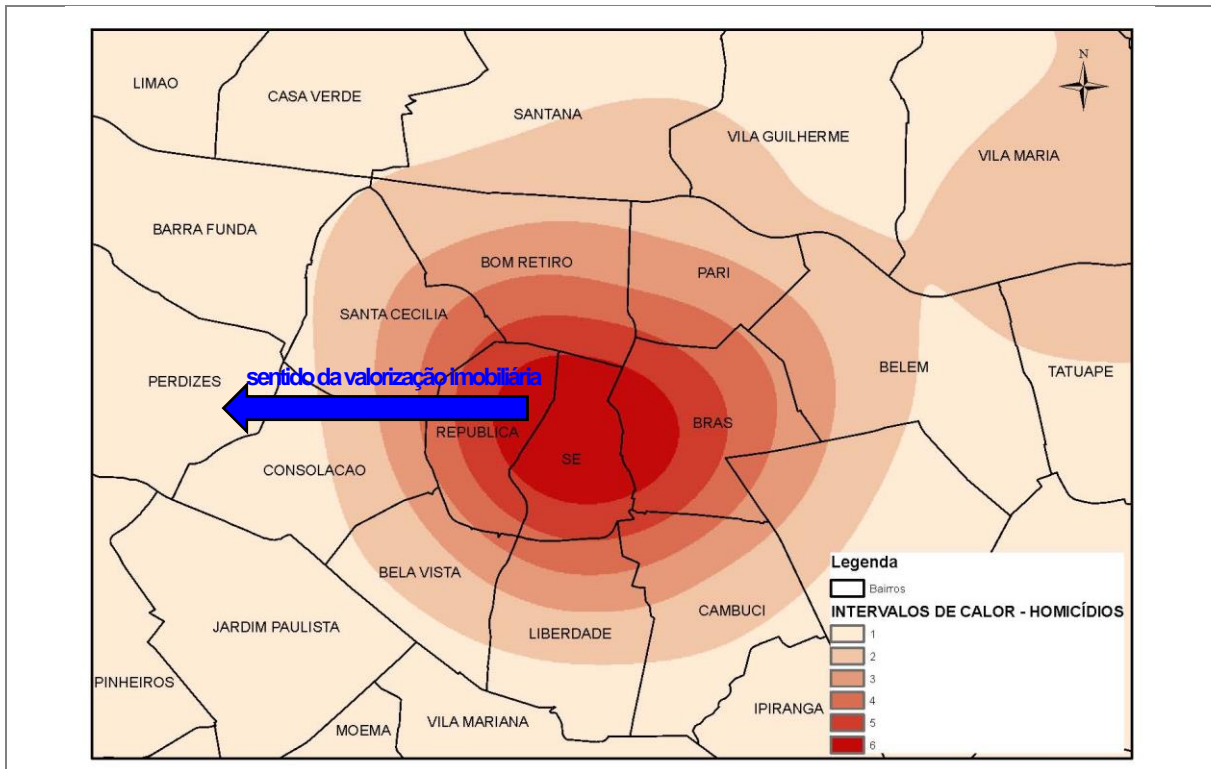 N
LIMAO
CASA VERDE
SANTANA
VILA GUILHERME
VILA MARIA
BARRA FUNDA
BOM RETIRO
PARI
SANTA CECILIA
BELEM
TATUAPE
PERDIZES
sentido da valorização imobiliária
REPUBLICA
BRAS
SE
CONSOLACAO
BELA VISTA
JARDIM PAULISTA
LIBERDADE
CAMBUCI
PINHEIROS
MOEMA
VILA MARIANA
IPIRANGA
Legenda
Bairros
INTERVALOS DE CALOR - HOMICÍDIOS
1
2
3
4
5
6